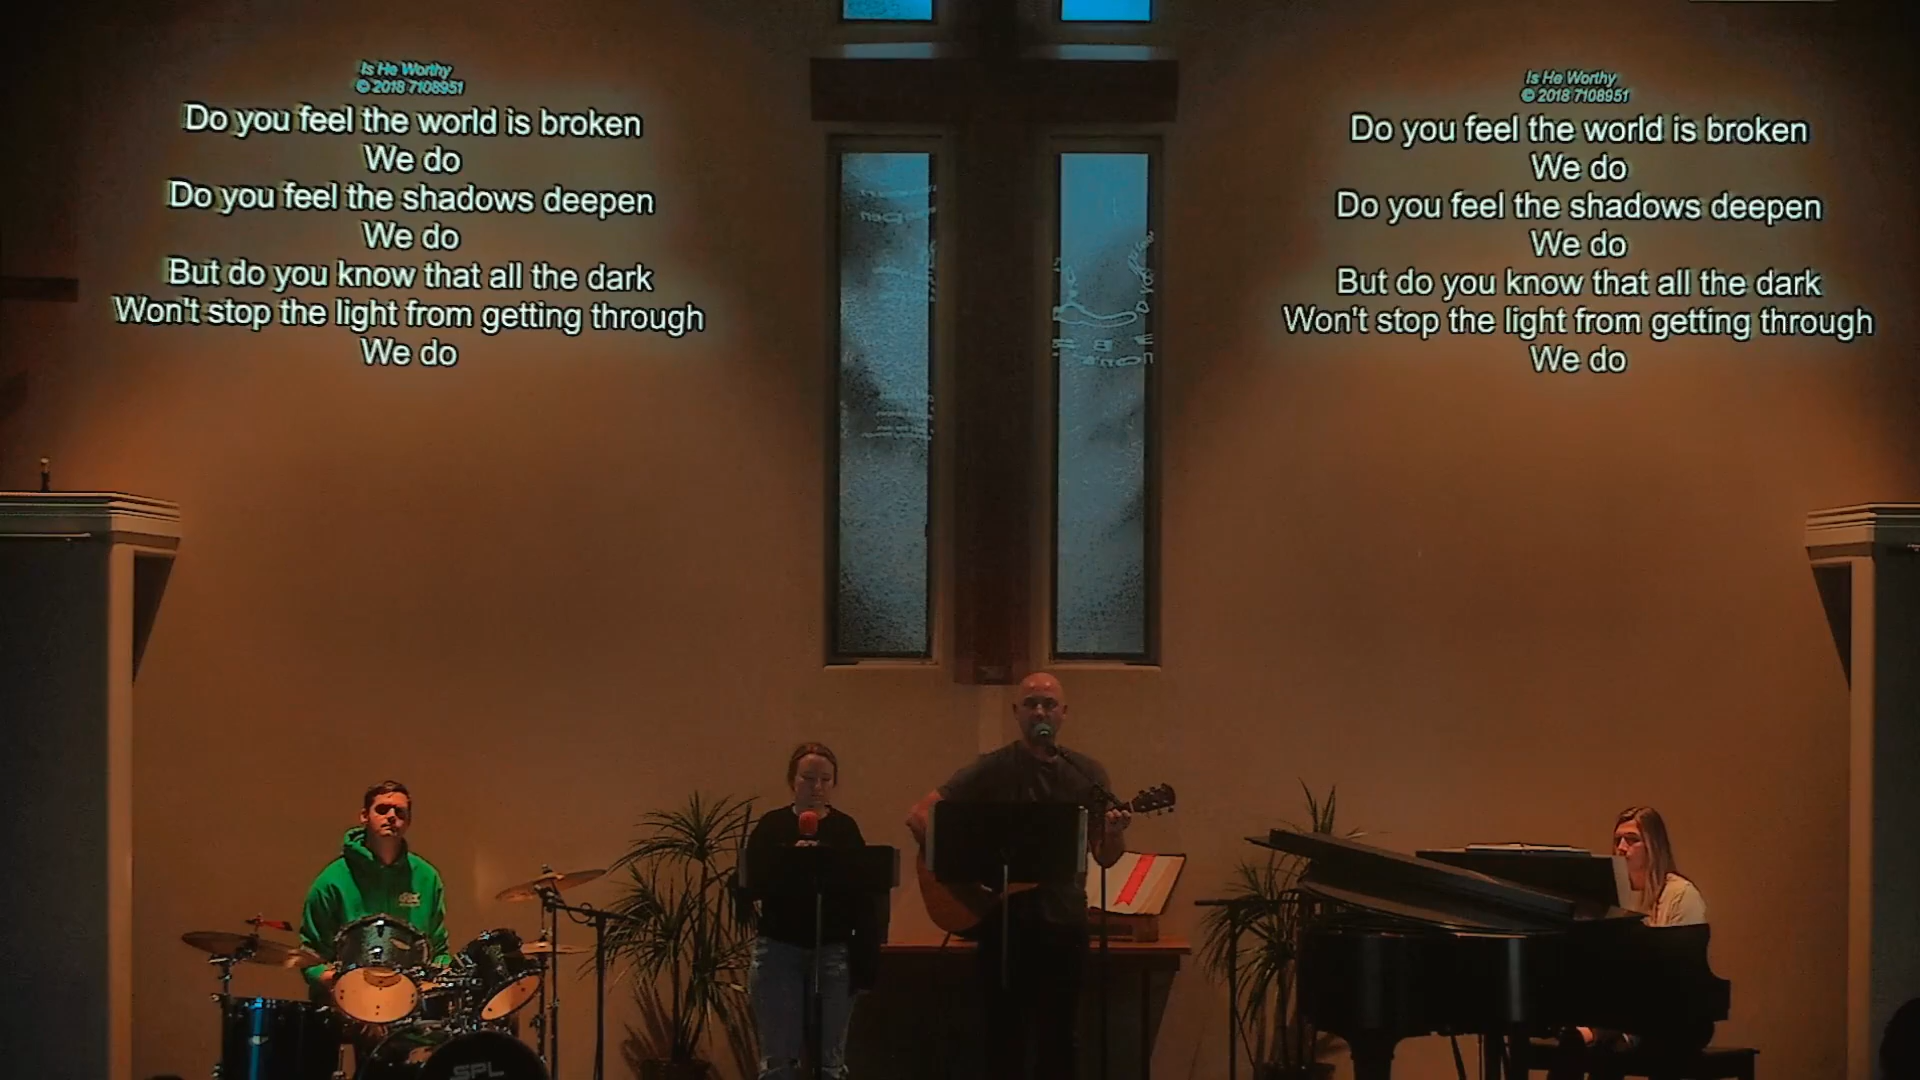 Is He Worthy
© 2018 7108951
Do you feel the world is broken
We do
Do you feel the shadows deepen
We do
But do you know that all the dark
Won't stop the light from getting through
We do
Is He Worthy
© 2018 7108951
Do you feel the world is broken
We do
Do you feel the shadows deepen
We do
But do you know that all the dark
Won't stop the light from getting through
We do
SPL